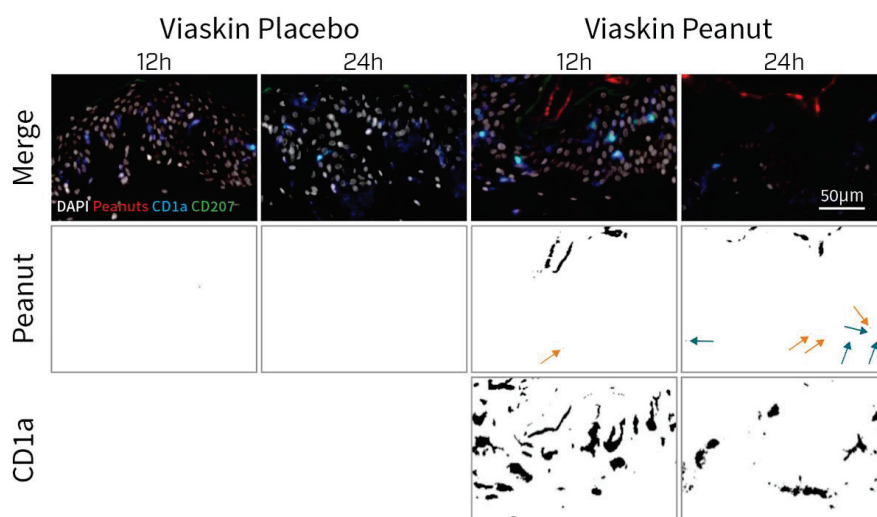 Viaskin Placebo Viaskin Peanut
12h 24h 12h 24h
Merge
DAPI Peanuts CD1a CD207
50µm
Peanut
CD1a